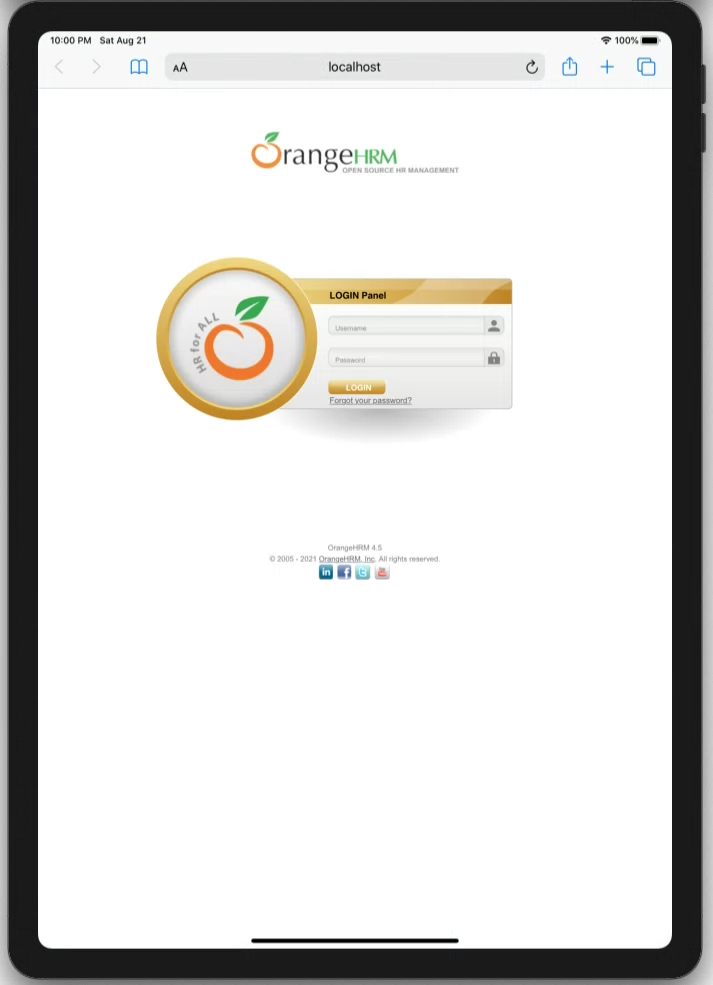 10:00 PM Sat Aug 21 100%
AA localhost
OrangeHRM
OPEN SOURCE HR MANAGEMENT
HR for ALL
LOGIN Panel
Username
Password
LOGIN
Forgot your password?
OrangeHRM 4.5
© 2005 - 2021 OrangeHRM, Inc. All rights reserved.
in f t You